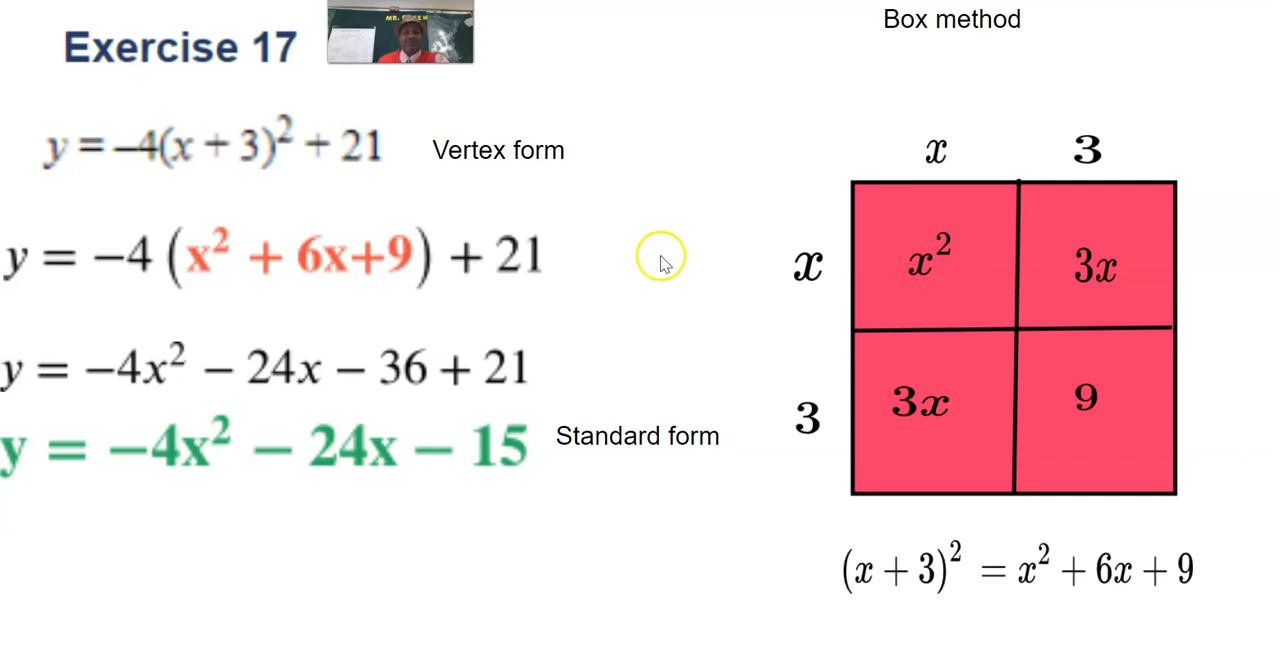 Exercise 17
Box method
y = –4(x + 3)² + 21 Vertex form
y = −4 (x² + 6x+9) + 21
y = −4x² − 24x − 36 + 21
y = −4x² − 24x − 15 Standard form
x 3
x x² 3x
3 3x 9
(x + 3)² = x² + 6x + 9